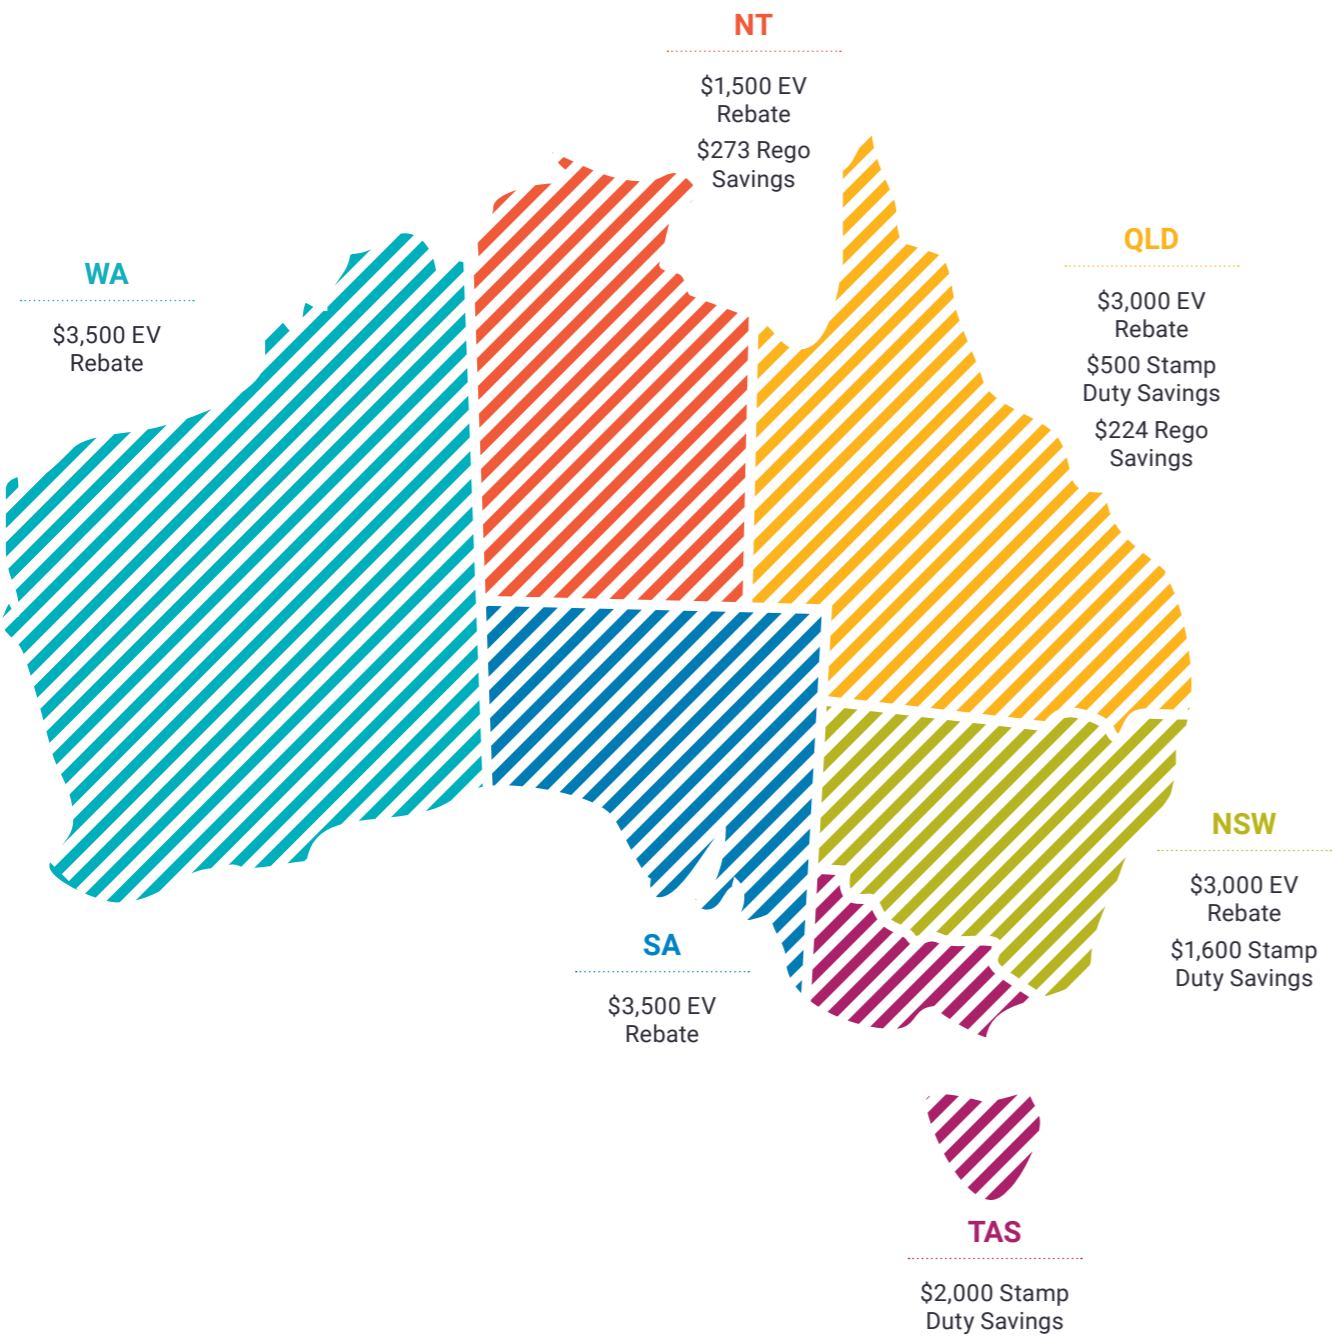 NT
$1,500 EV
Rebate
$273 Rego
Savings
QLD
$3,000 EV
Rebate
$500 Stamp
Duty Savings
$224 Rego
Savings
WA
$3,500 EV
Rebate
NSW
$3,000 EV
Rebate
$1,600 Stamp
Duty Savings
SA
$3,500 EV
Rebate
TAS
$2,000 Stamp
Duty Savings